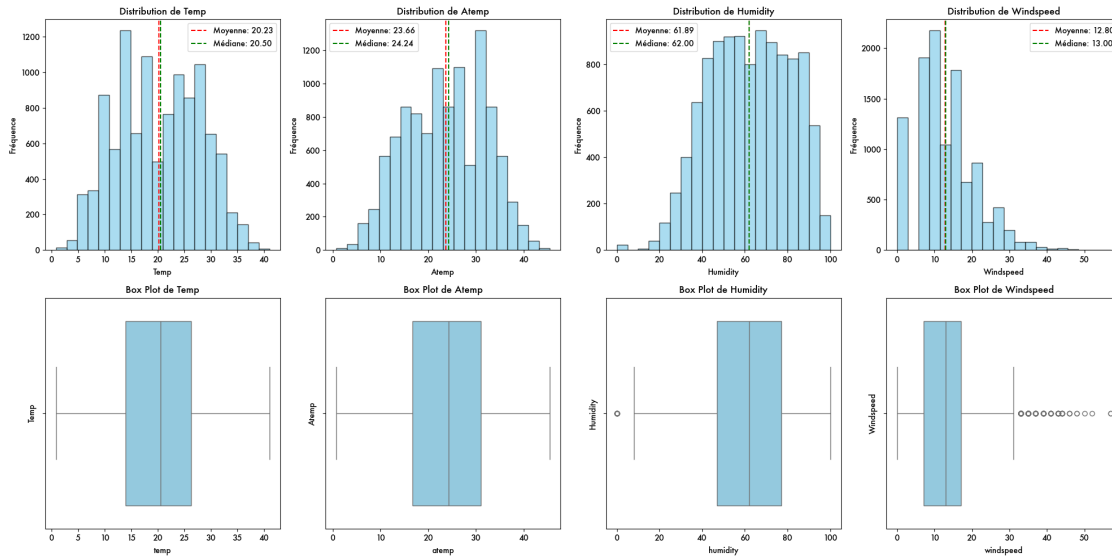 Distribution de Temp
Moyenne: 20.23
Médiane: 20.50
1200
1000
800
600
400
200
0
Fréquence
0 5 10 15 20 25 30 35 40
Temp
Distribution de Atemp
Moyenne: 23.66
Médiane: 24.24
1200
1000
800
600
400
200
0
Fréquence
0 10 20 30 40
Atemp
Distribution de Humidity
Moyenne: 61.89
Médiane: 62.00
800
600
400
200
0
Fréquence
0 20 40 60 80 100
Humidity
Distribution de Windspeed
Moyenne: 12.80
Médiane: 13.00
2000
1500
1000
500
0
Fréquence
0 10 20 30 40 50
Windspeed
Box Plot de Temp
Temp
0 5 10 15 20 25 30 35 40
temp
Box Plot de Atemp
Atemp
0 10 20 30 40
atemp
Box Plot de Humidity
Humidity
0 20 40 60 80 100
humidity
Box Plot de Windspeed
Windspeed
0 10 20 30 40 50
windspeed